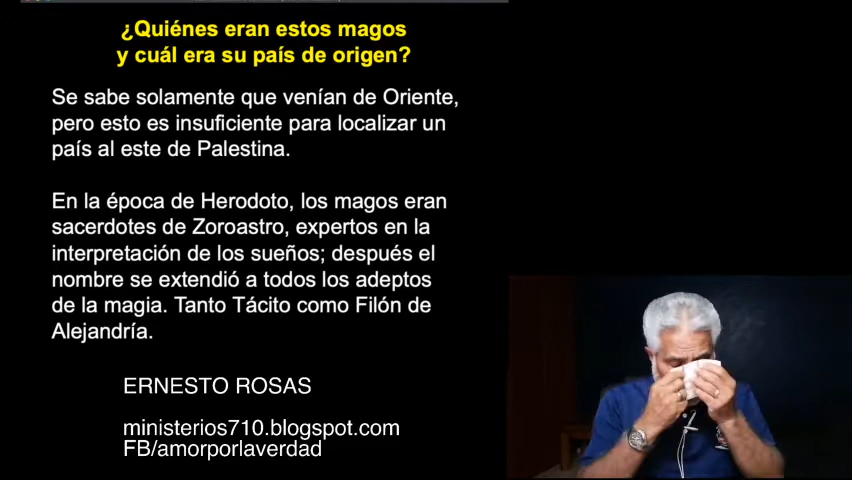 ¿Quiénes eran estos magos
y cuál era su país de origen?
Se sabe solamente que venían de Oriente,
pero esto es insuficiente para localizar un
país al este de Palestina.
En la época de Herodoto, los magos eran
sacerdotes de Zoroastro, expertos en la
interpretación de los sueños; después el
nombre se extendió a todos los adeptos
de la magia. Tanto Tácito como Filón de
Alejandría.
ERNESTO ROSAS
ministerios710.blogspot.com
FB/amorporlaverdad